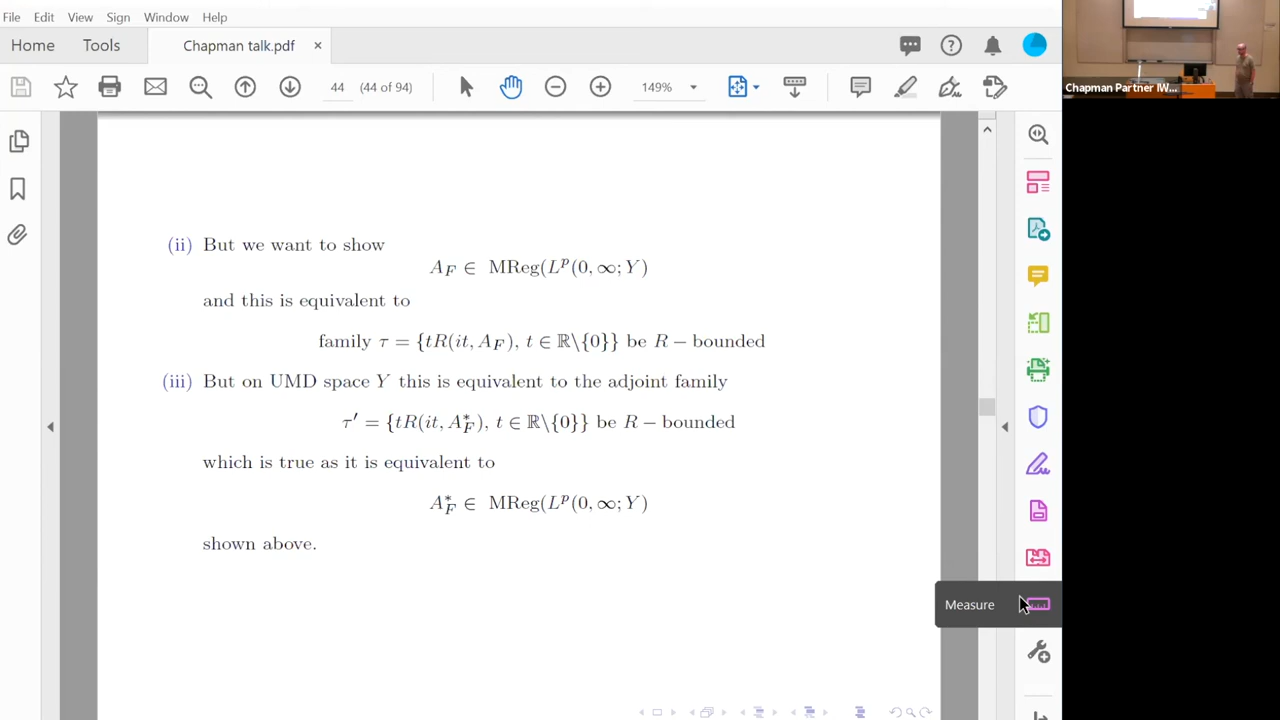 File Edit View Sign Window Help
Home Tools Chapman talk.pdf ×
44 (44 of 94) 149%
Chapman Partner IW...
(ii) But we want to show
A_F ∈ MReg(L^p(0, ∞; Y)
and this is equivalent to
family τ = {tR(it, A_F), t ∈ ℝ\{0}} be R − bounded
(iii) But on UMD space Y this is equivalent to the adjoint family
τ′ = {tR(it, A_F^*), t ∈ ℝ\{0}} be R − bounded
which is true as it is equivalent to
A_F^* ∈ MReg(L^p(0, ∞; Y)
shown above.
Measure